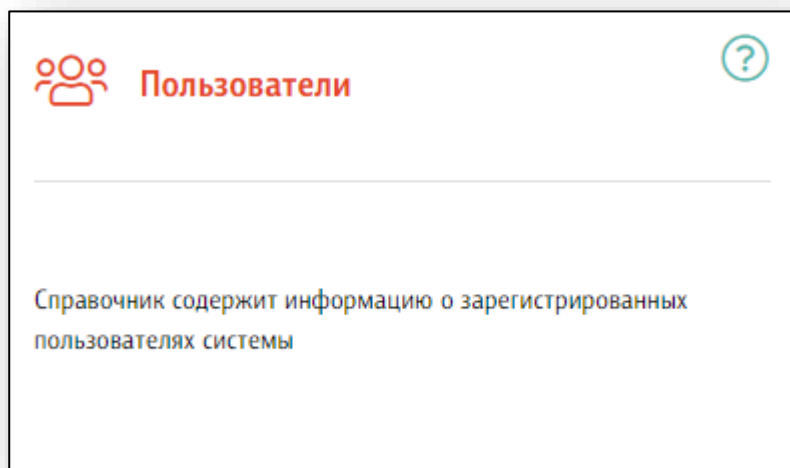 Пользователи
?
Справочник содержит информацию о зарегистрированных
пользователях системы